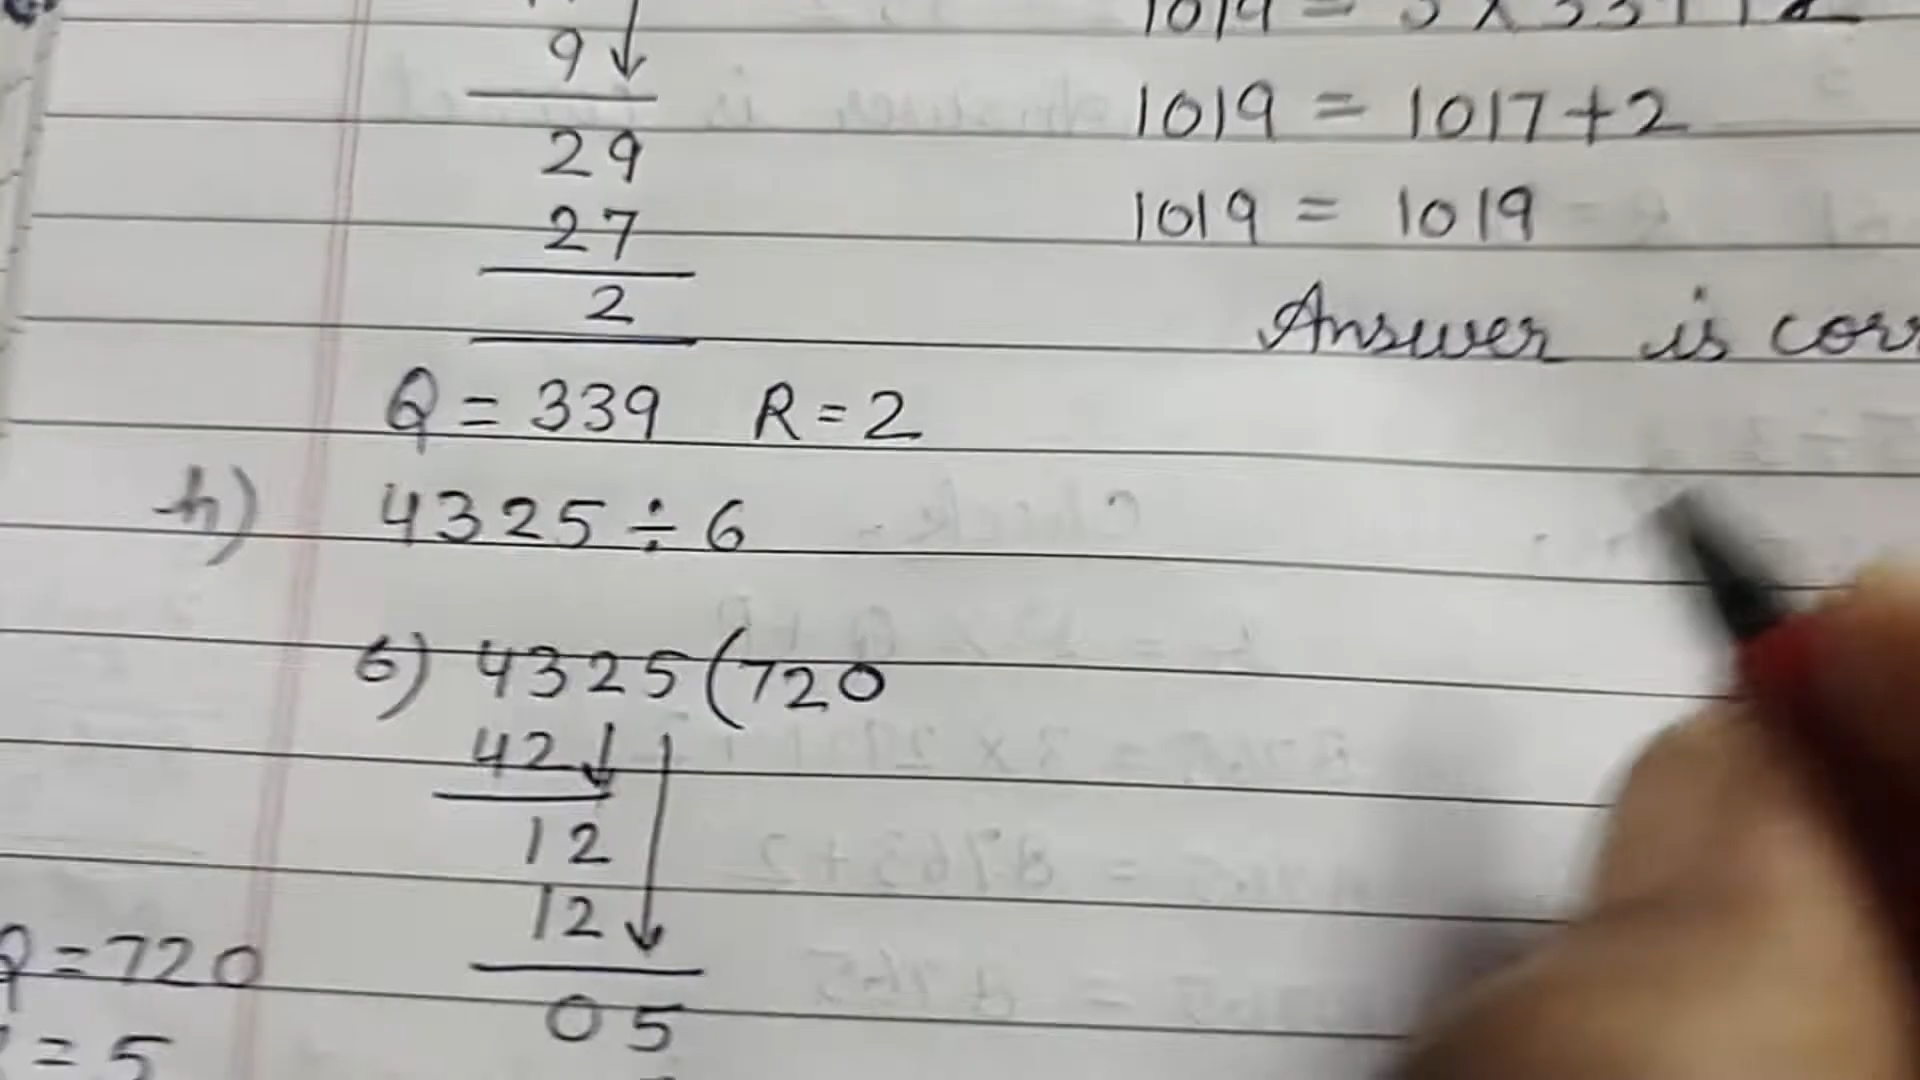 9
29
27
2
Q = 339 R = 2
1019 = 1017 + 2
1019 = 1019
Answer is
h) 4325 ÷ 6
6) 4325 (720
42
12
12
05
Q = 720
= 5